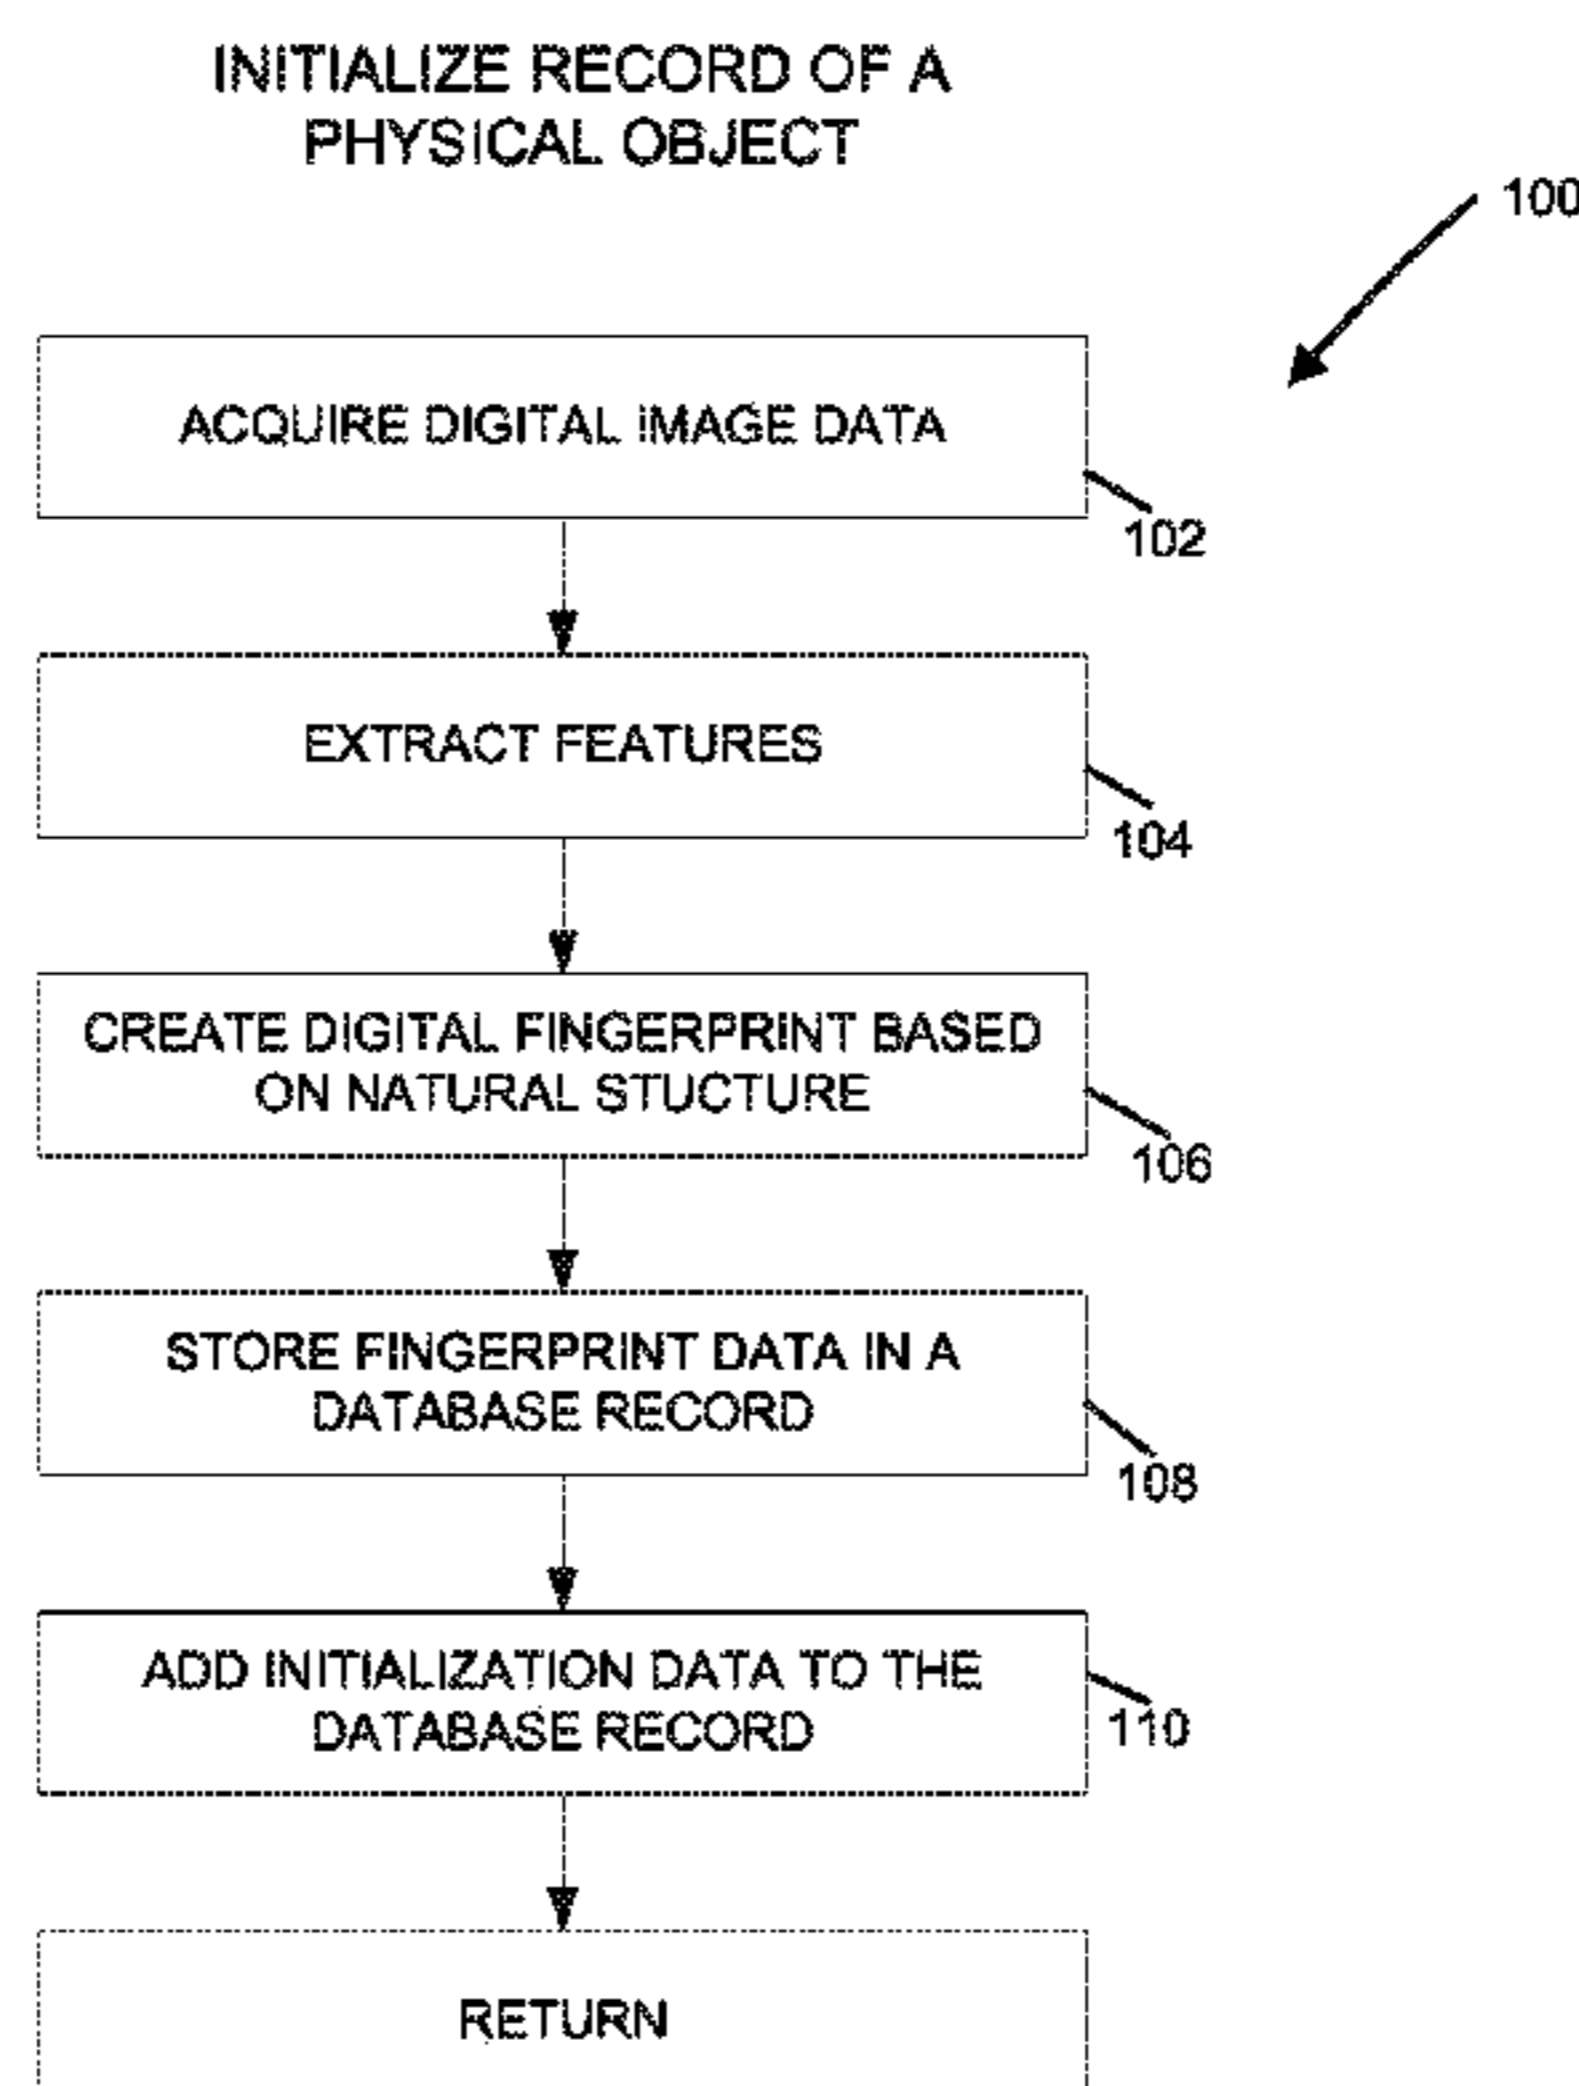 INITIALIZE RECORD OF A
PHYSICAL OBJECT
100
ACQUIRE DIGITAL IMAGE DATA
102
EXTRACT FEATURES
104
CREATE DIGITAL FINGERPRINT BASED
ON NATURAL STUCTURE
106
STORE FINGERPRINT DATA IN A
DATABASE RECORD
108
ADD INITIALIZATION DATA TO THE
DATABASE RECORD
110
RETURN